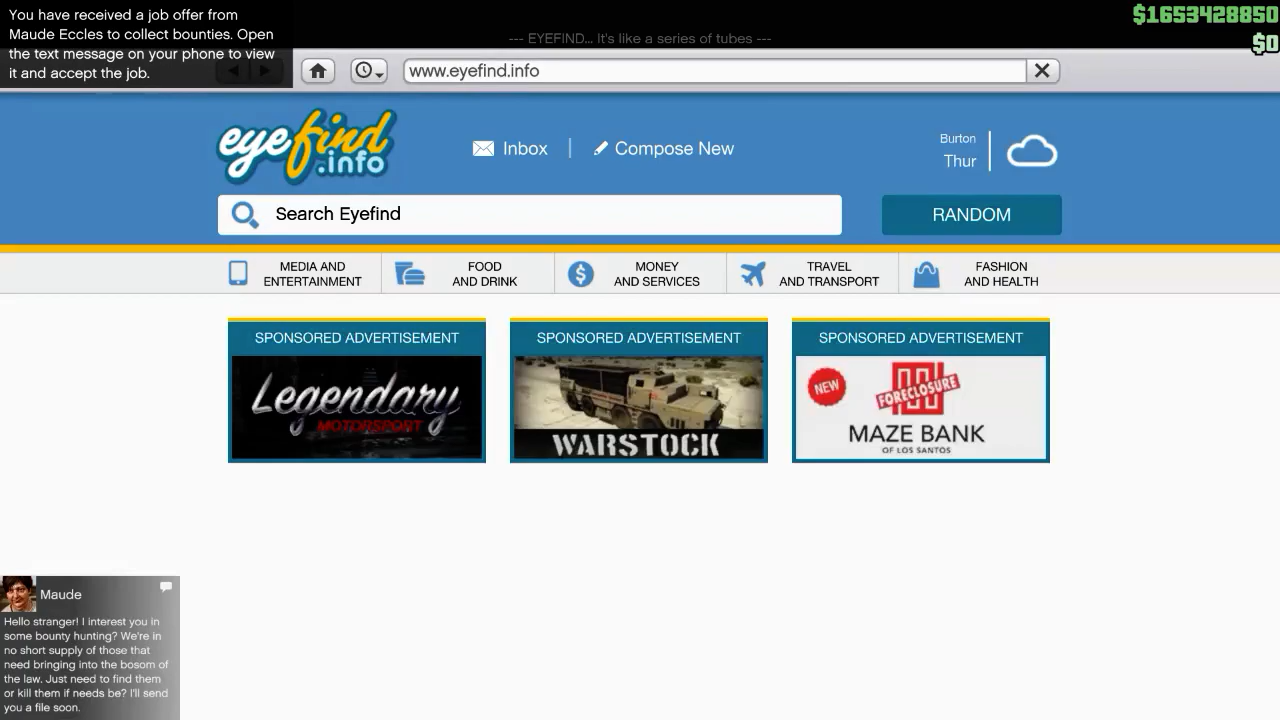 You have received a job offer from
Maude Eccles to collect bounties. Open
the text message on your phone to view
it and accept the job.
$1653428850
$0
--- EYEFIND... It's like a series of tubes ---
www.eyefind.info
eyefind
.info
Inbox
Compose New
Burton
Thur
Search Eyefind
RANDOM
MEDIA AND
ENTERTAINMENT
FOOD
AND DRINK
MONEY
AND SERVICES
TRAVEL
AND TRANSPORT
FASHION
AND HEALTH
SPONSORED ADVERTISEMENT
Legendary
MOTORSPORT
SPONSORED ADVERTISEMENT
WARSTOCK
SPONSORED ADVERTISEMENT
NEW
FORECLOSURE
MAZE BANK
OF LOS SANTOS
Maude
Hello stranger! I interest you in
some bounty hunting? We're in
no short supply of those that
need bringing into the bosom of
the law. Just need to find them
or kill them if needs be? I'll send
you a file soon.